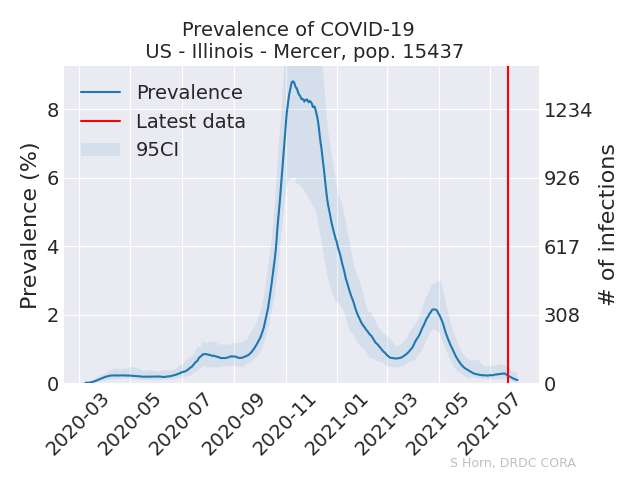 Prevalence of COVID-19
US - Illinois - Mercer, pop. 15437
Prevalence
Latest data
95CI
Prevalence (%)
8
6
4
2
0
1234
926
617
308
0
# of infections
2020-03
2020-05
2020-07
2020-09
2020-11
2021-01
2021-03
2021-05
2021-07
S Horn, DRDC CORA